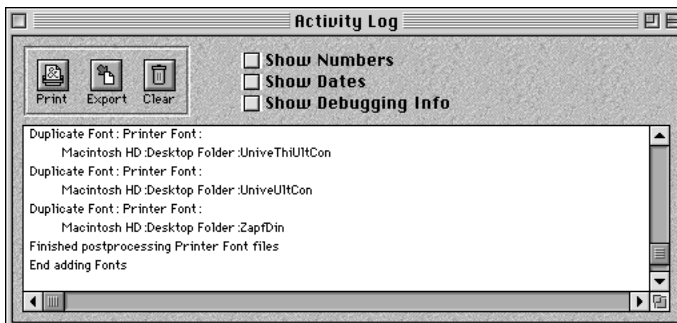 Activity Log
Print Export Clear
Show Numbers
Show Dates
Show Debugging Info
Duplicate Font: Printer Font:
Macintosh HD:Desktop Folder:UniveThiUltCon
Duplicate Font: Printer Font:
Macintosh HD:Desktop Folder:UniveUltCon
Duplicate Font: Printer Font:
Macintosh HD:Desktop Folder:ZapfDin
Finished postprocessing Printer Font files
End adding Fonts